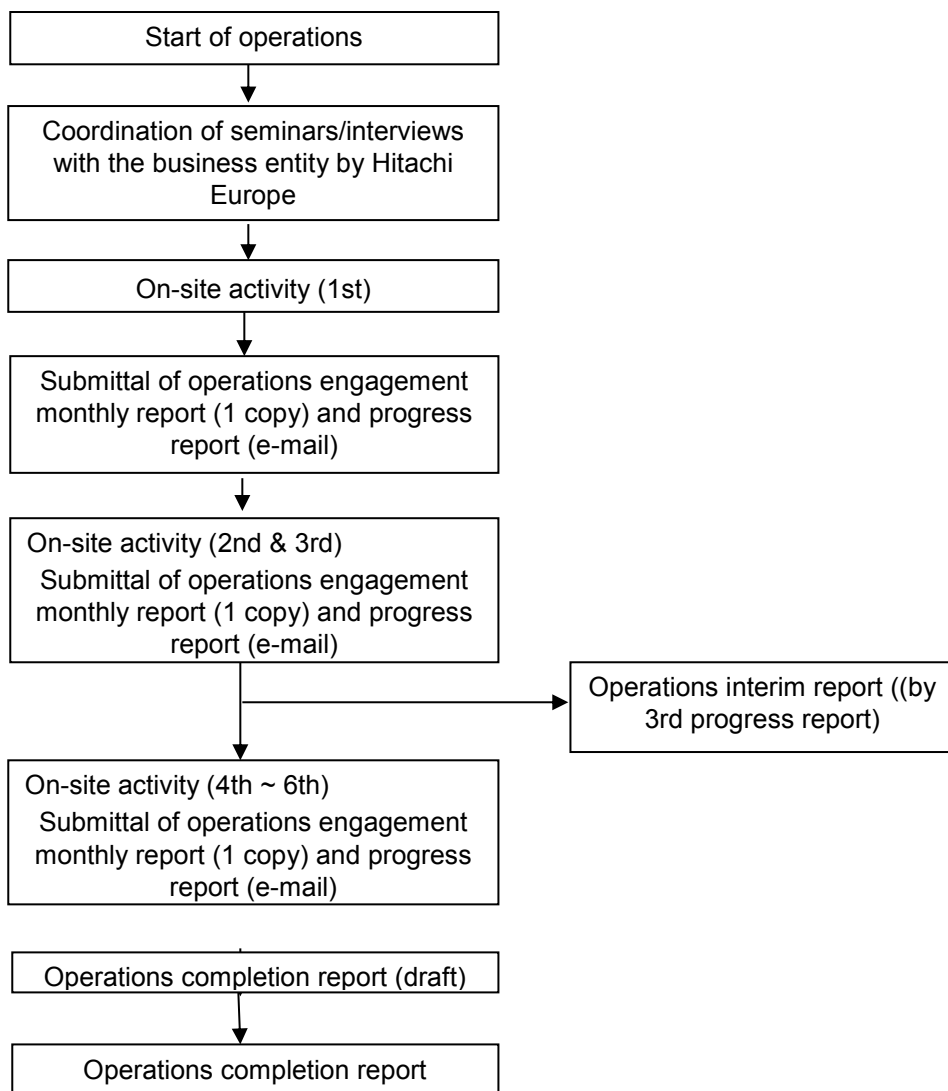 Start of operations
Coordination of seminars/interviews
with the business entity by Hitachi
Europe
On-site activity (1st)
Submittal of operations engagement
monthly report (1 copy) and progress
report (e-mail)
On-site activity (2nd & 3rd)
Submittal of operations engagement
monthly report (1 copy) and progress
report (e-mail)
Operations interim report ((by
3rd progress report)
On-site activity (4th ~ 6th)
Submittal of operations engagement
monthly report (1 copy) and progress
report (e-mail)
Operations completion report (draft)
Operations completion report